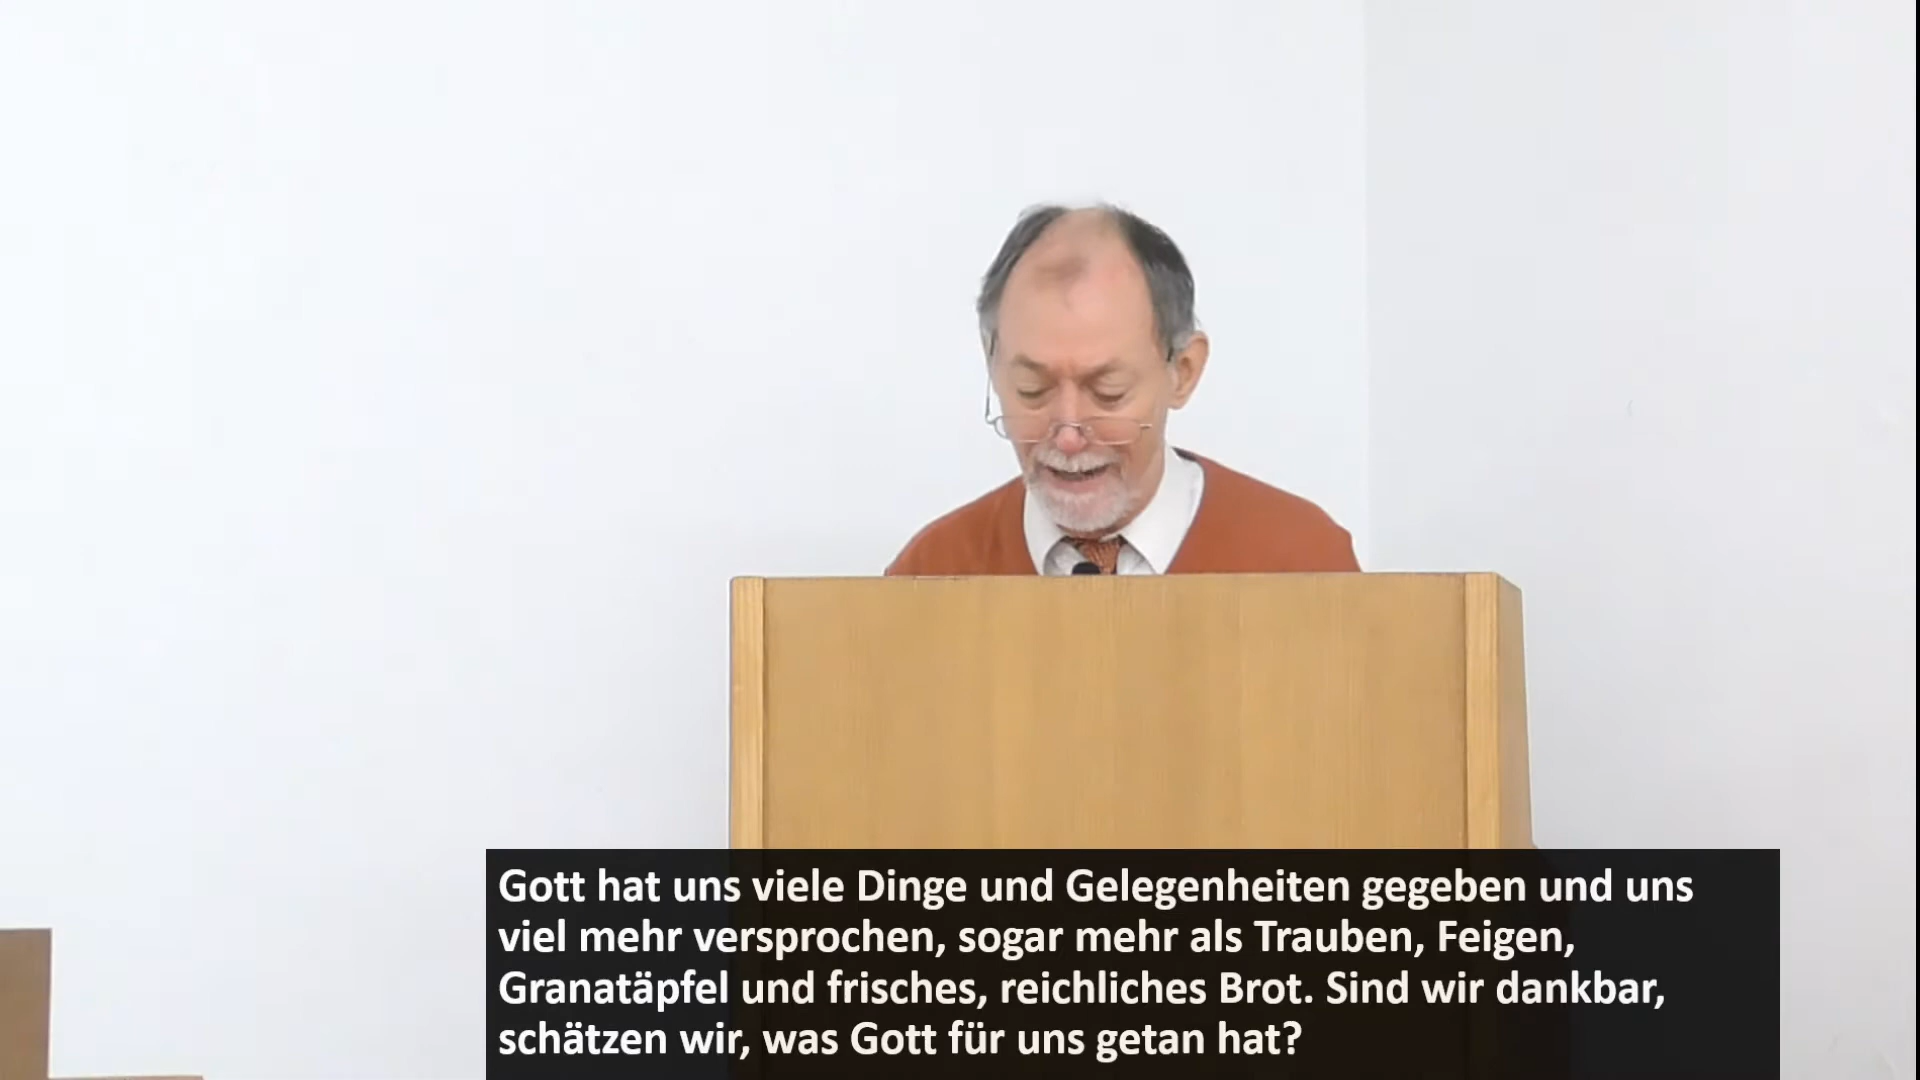 Gott hat uns viele Dinge und Gelegenheiten gegeben und uns
viel mehr versprochen, sogar mehr als Trauben, Feigen,
Granatäpfel und frisches, reichliches Brot. Sind wir dankbar,
schätzen wir, was Gott für uns getan hat?